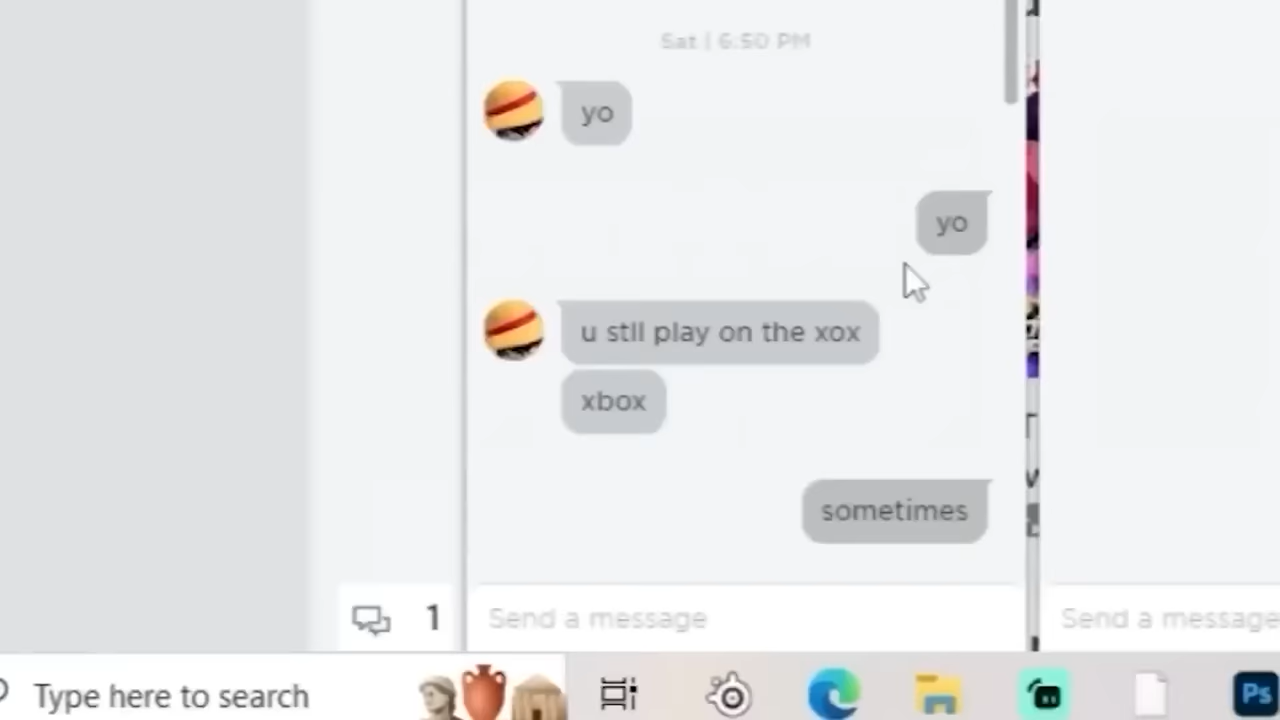 Sat | 6:50 PM
yo
yo
u stll play on the xox
xbox
sometimes
1
Send a message
Send a message
Type here to search
Ps